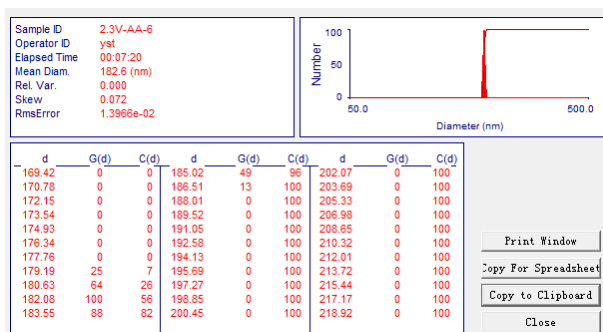 Sample ID 2.3V-AA-6
Operator ID yst
Elapsed Time 00:07:20
Mean Diam. 182.6 (nm)
Rel. Var. 0.000
Skew 0.072
RmsError 1.3966e-02
100
50
0
Number
50.0 500.0
Diameter (nm)
d G(d) C(d) d G(d) C(d) d G(d) C(d)
169.42 0 0 185.02 49 96 202.07 0 100
170.78 0 0 186.51 13 100 203.69 0 100
172.15 0 0 188.01 0 100 205.33 0 100
173.54 0 0 189.52 0 100 206.98 0 100
174.93 0 0 191.05 0 100 208.65 0 100
176.34 0 0 192.58 0 100 210.32 0 100
177.76 0 0 194.13 0 100 212.01 0 100
179.19 25 7 195.69 0 100 213.72 0 100
180.63 64 26 197.27 0 100 215.44 0 100
182.08 100 56 198.85 0 100 217.17 0 100
183.55 88 82 200.45 0 100 218.92 0 100
Print Window
Copy For Spreadsheet
Copy to Clipboard
Close